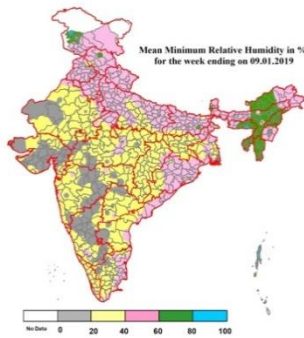 Mean Minimum Relative Humidity in %
for the week ending on 09.01.2019
No Data 0 20 40 60 80 100